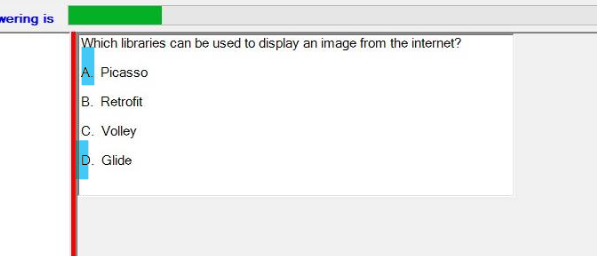 wering is
Which libraries can be used to display an image from the internet?
A. Picasso
B. Retrofit
C. Volley
D. Glide